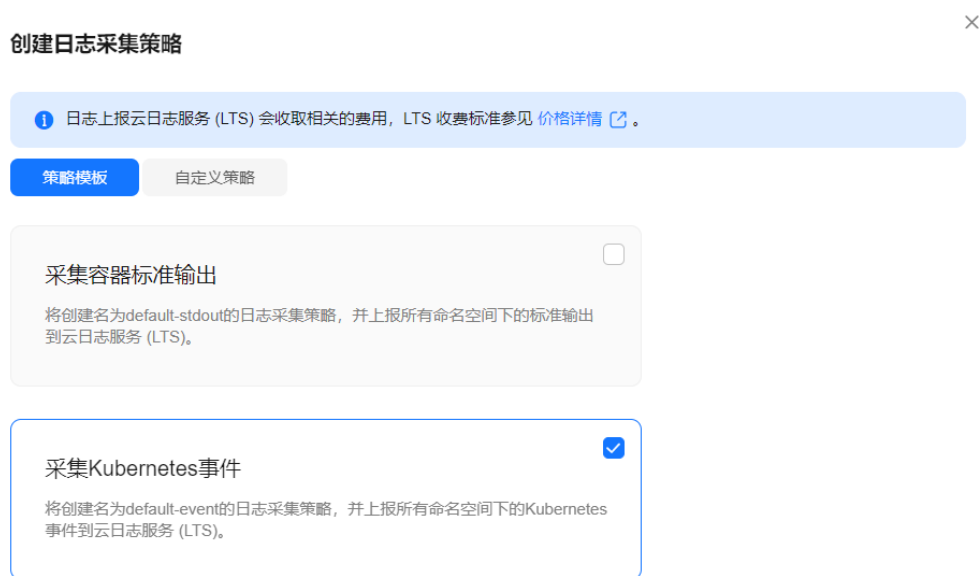 创建日志采集策略
日志上报云日志服务 (LTS) 会收取相关的费用，LTS 收费标准参见 价格详情 。
策略模板
自定义策略
采集容器标准输出
将创建名为default-stdout的日志采集策略，并上报所有命名空间下的标准输出
到云日志服务 (LTS)。
采集Kubernetes事件
将创建名为default-event的日志采集策略，并上报所有命名空间下的Kubernetes
事件到云日志服务 (LTS)。